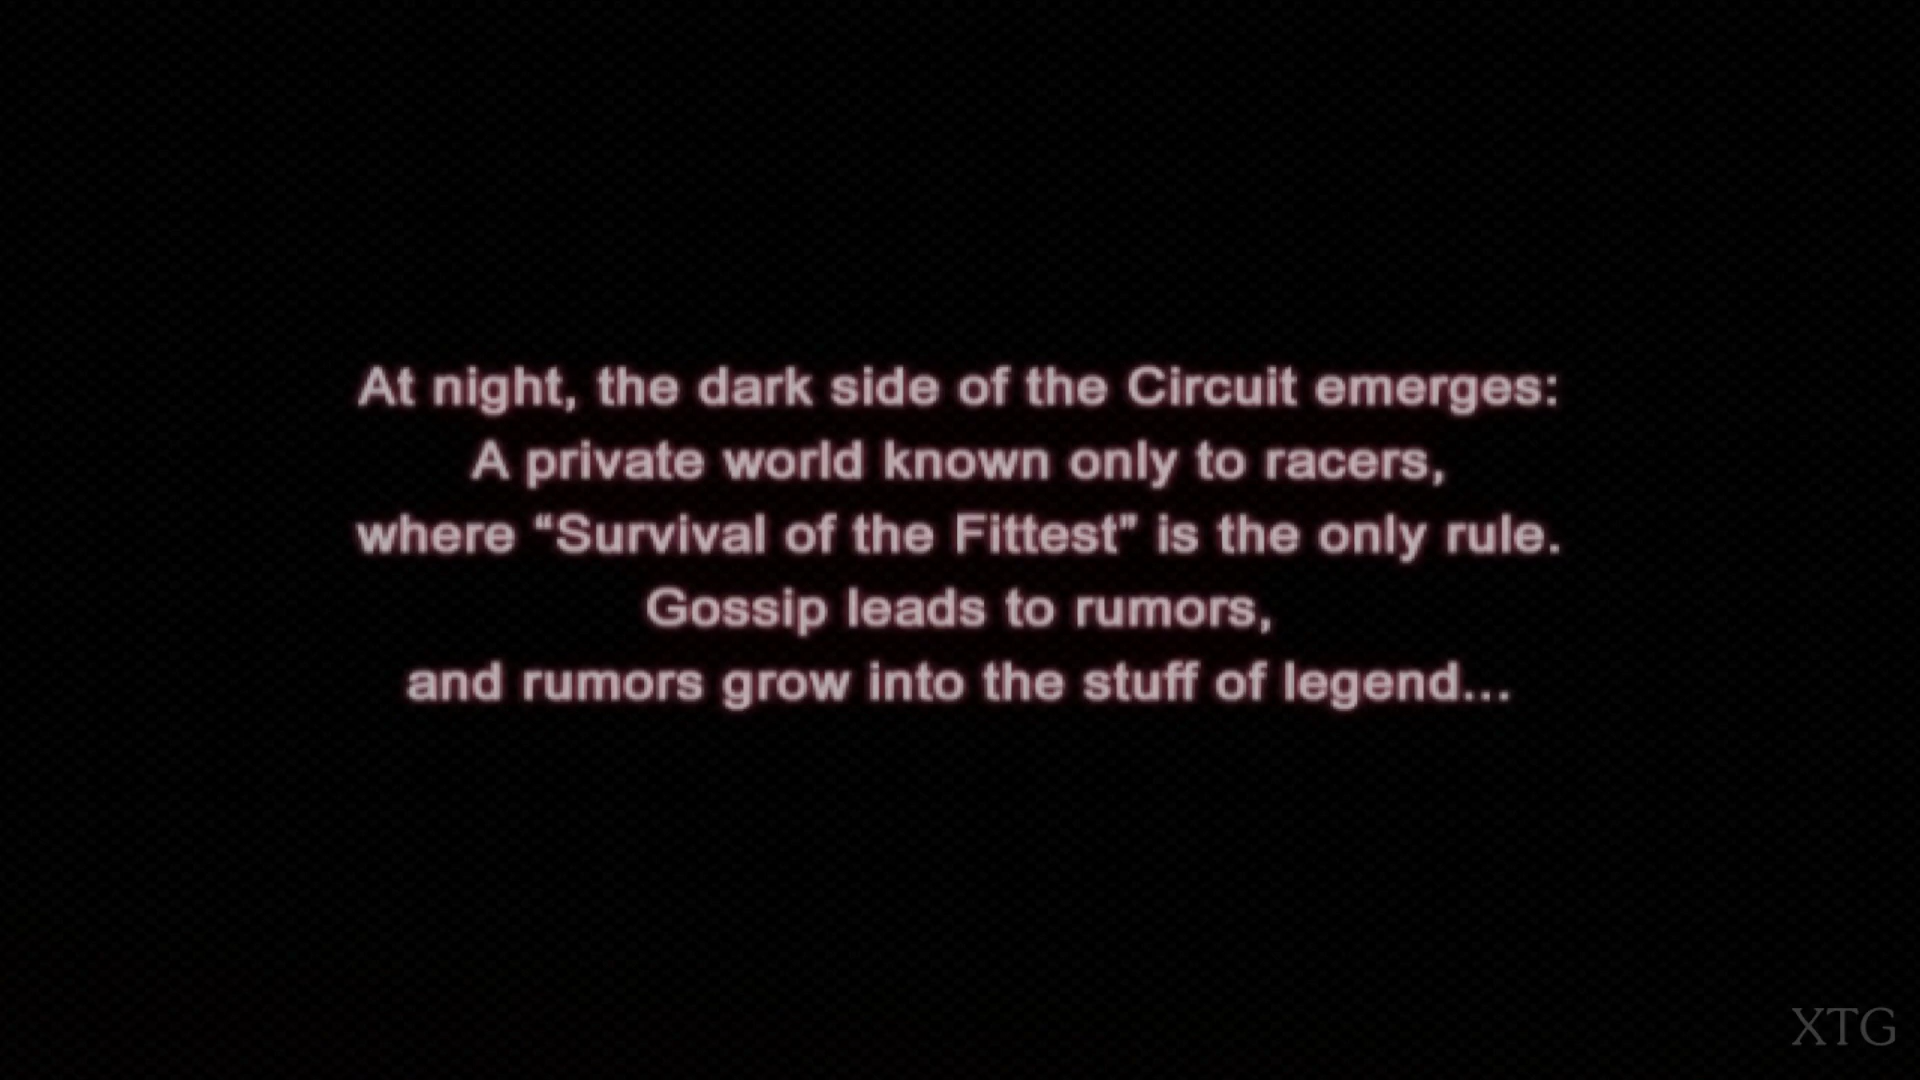 At night, the dark side of the Circuit emerges:
A private world known only to racers,
where “Survival of the Fittest” is the only rule.
Gossip leads to rumors,
and rumors grow into the stuff of legend...
XTG